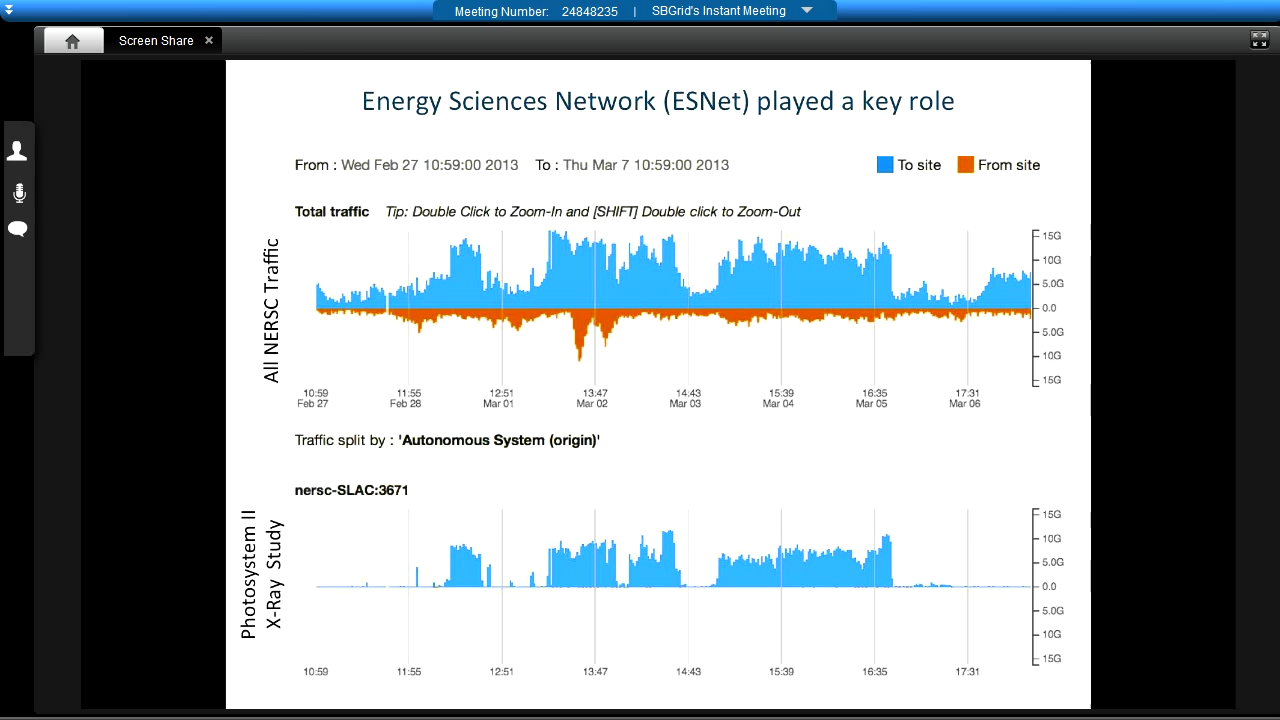 Meeting Number: 24848235 | SBGrid's Instant Meeting
Screen Share ×
Energy Sciences Network (ESNet) played a key role
From : Wed Feb 27 10:59:00 2013 To : Thu Mar 7 10:59:00 2013
To site From site
Total traffic Tip: Double Click to Zoom-In and [SHIFT] Double click to Zoom-Out
All NERSC Traffic
15G
10G
5.0G
0.0
5.0G
10G
15G
10:59 11:55 12:51 13:47 14:43 15:39 16:35 17:31
Feb 27 Feb 28 Mar 01 Mar 02 Mar 03 Mar 04 Mar 05 Mar 06
Traffic split by : 'Autonomous System (origin)'
nersc-SLAC:3671
Photosystem II
X-Ray Study
15G
10G
5.0G
0.0
5.0G
10G
15G
10:59 11:55 12:51 13:47 14:43 15:39 16:35 17:31